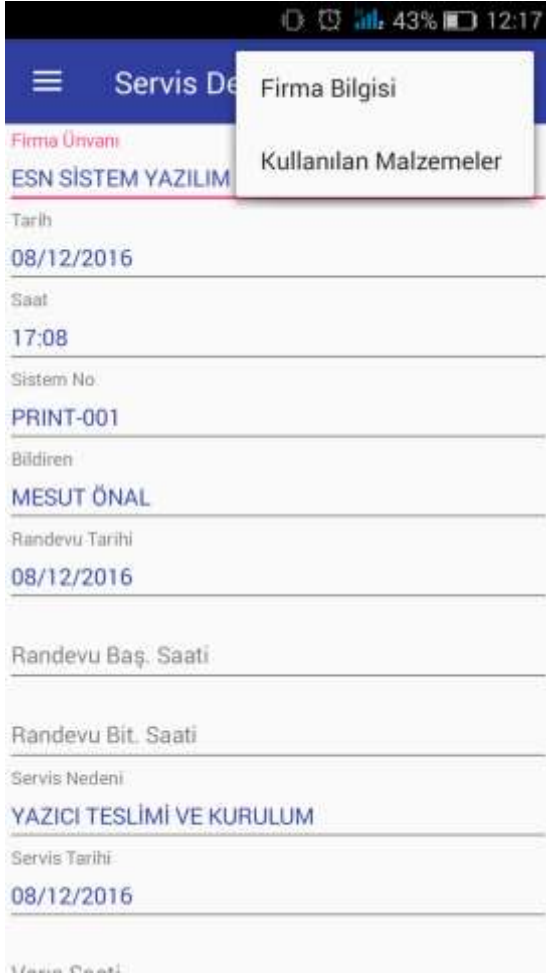 43% 12:17
Servis De
Firma Bilgisi
Kullanılan Malzemeler
Firma Ünvanı
ESN SİSTEM YAZILIM
Tarih
08/12/2016
Saat
17:08
Sistem No
PRINT-001
Bildiren
MESUT ÖNAL
Randevu Tarihi
08/12/2016
Randevu Baş. Saati
Randevu Bit. Saati
Servis Nedeni
YAZICI TESLİMİ VE KURULUM
Servis Tarihi
08/12/2016
Varış Saati